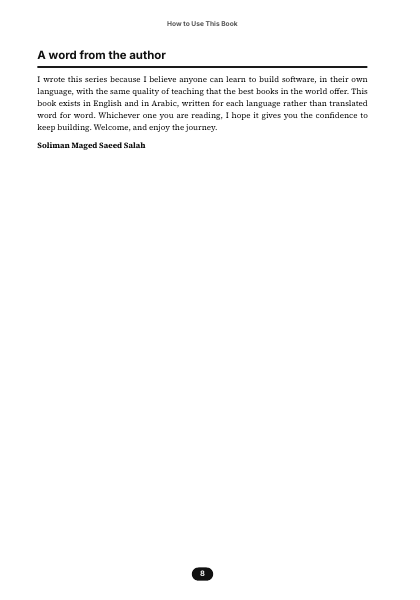 How to Use This Book
A word from the author
I wrote this series because I believe anyone can learn to build software, in their own
language, with the same quality of teaching that the best books in the world offer. This
book exists in English and in Arabic, written for each language rather than translated
word for word. Whichever one you are reading, I hope it gives you the confidence to
keep building. Welcome, and enjoy the journey.
Soliman Maged Saeed Salah
8